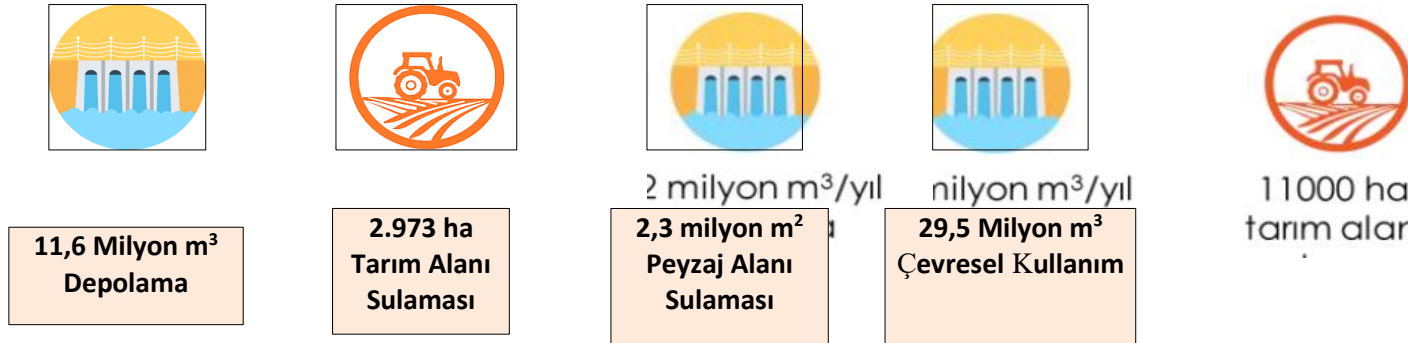 11,6 Milyon m³
Depolama
2.973 ha
Tarım Alanı
Sulaması
2 milyon m³/yıl
2,3 milyon m²
Peyzaj Alanı
Sulaması
milyon m³/yıl
29,5 Milyon m³
Çevresel Kullanım
11000 ha
tarım alan